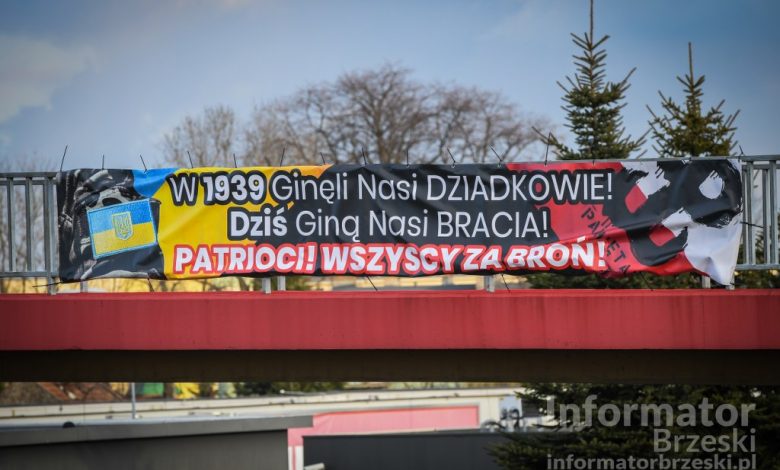 W 1939 Ginęli Nasi DZIADKOWIE!
Dziś Giną Nasi BRACIA!
PATRIOCI! WSZYSCY ZA BROŃ!
Informator
Brzeski
informatorbrzeski.pl